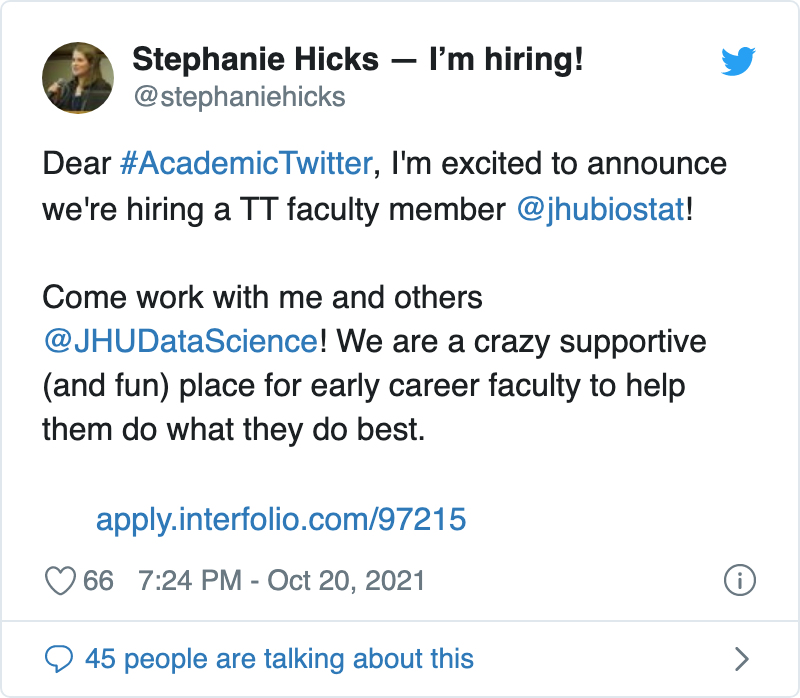 Stephanie Hicks — I’m hiring!
@stephaniehicks
Dear #AcademicTwitter, I'm excited to announce
we're hiring a TT faculty member @jhubiostat!
Come work with me and others
@JHUDataScience! We are a crazy supportive
(and fun) place for early career faculty to help
them do what they do best.
apply.interfolio.com/97215
66 7:24 PM - Oct 20, 2021
45 people are talking about this